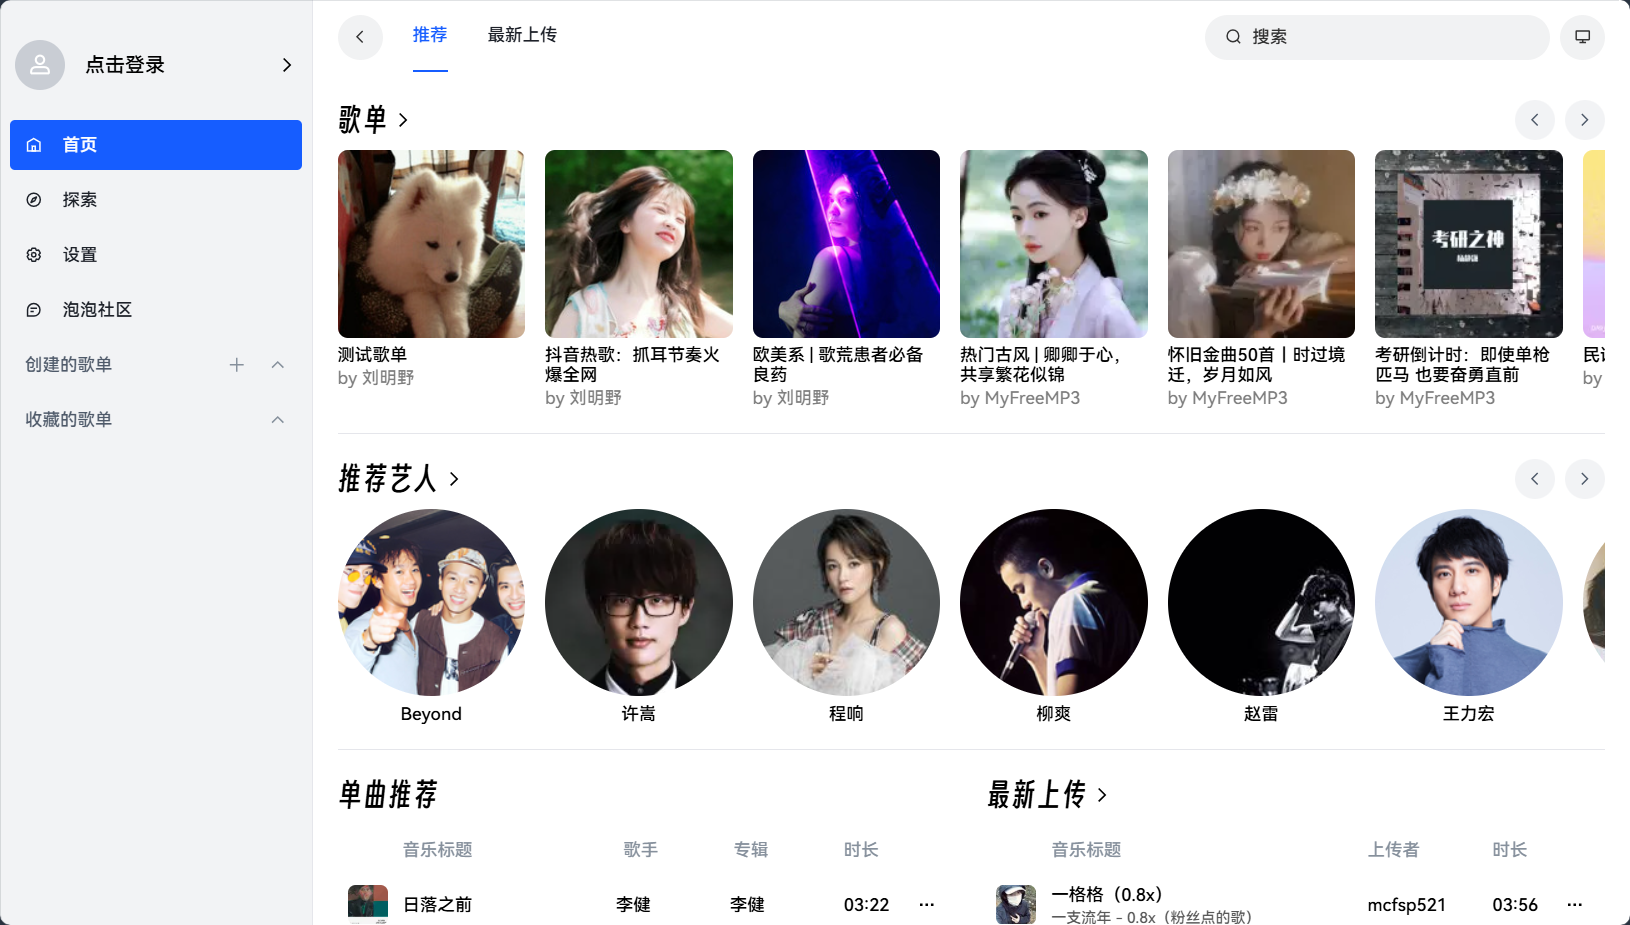 点击登录
首页
探索
设置
泡泡社区
创建的歌单
收藏的歌单
推荐
最新上传
搜索
歌单
测试歌单
by 刘明野
抖音热歌：抓耳节奏火
爆全网
by 刘明野
欧美系 | 歌荒患者必备
良药
by 刘明野
热门古风 | 卿卿于心，
共享繁花似锦
by MyFreeMP3
怀旧金曲50首丨时过境
迁，岁月如风
by MyFreeMP3
考研之神
考研倒计时：即使单枪
匹马 也要奋勇直前
by MyFreeMP3
民
by
推荐艺人
Beyond
许嵩
程响
柳爽
赵雷
王力宏
单曲推荐
音乐标题
歌手
专辑
时长
日落之前
李健
李健
03:22
最新上传
音乐标题
上传者
时长
一格格（0.8x）
一支流年 - 0.8x（粉丝点的歌）
mcfsp521
03:56